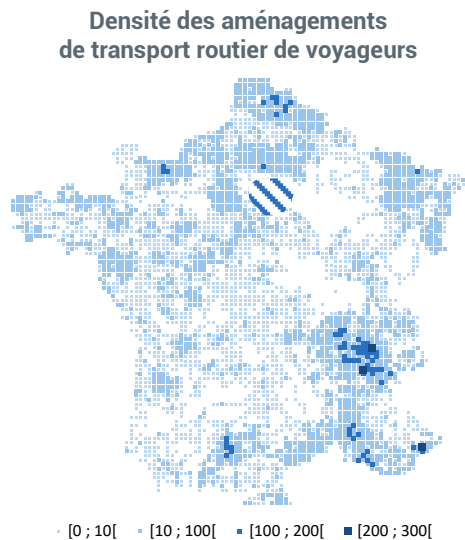 Densité des aménagements
de transport routier de voyageurs
[0 ; 10[ [10 ; 100[ [100 ; 200[ [200 ; 300[